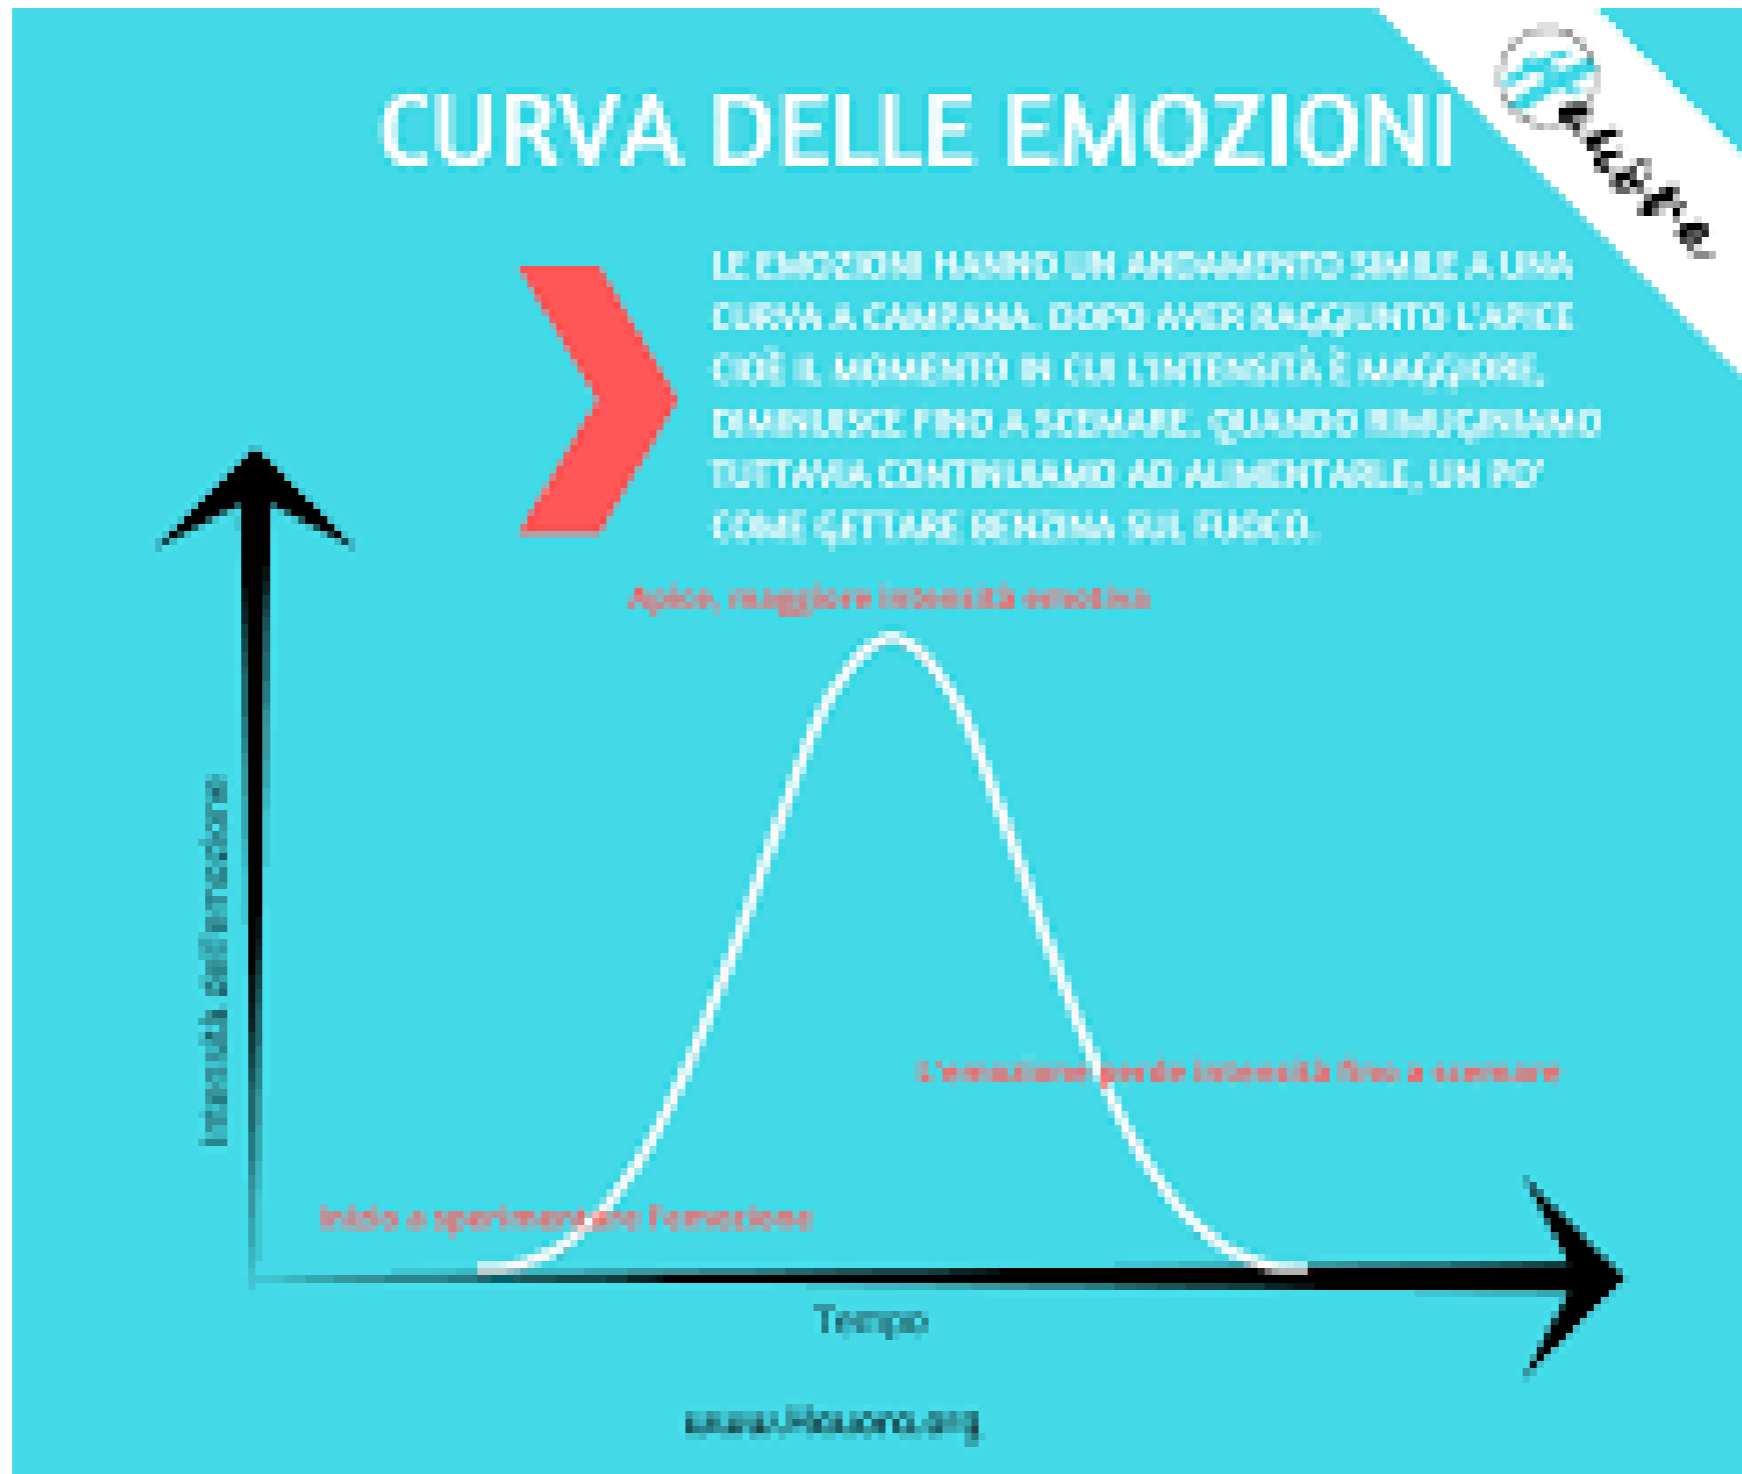 CURVA DELLE EMOZIONI
LE EMOZIONI HANNO UN ANDAMENTO SIMILE A UNA
CURVA A CAMPANA. DOPO AVER RAGGIUNTO L'APICE
CIOÈ IL MOMENTO IN CUI L'INTENSITÀ È MAGGIORE,
DIMINUISCE FINO A SCEMARE. QUANDO RIMUGINIAMO
TUTTAVIA CONTINUIAMO AD ALIMENTARLE, UN PO'
COME GETTARE BENZINA SUL FUOCO.
Apice, maggiore intensità emotiva
Intensità dell'emozione
L'emozione perde intensità fino a scemare
Inizio a sperimentare l'emozione
Tempo